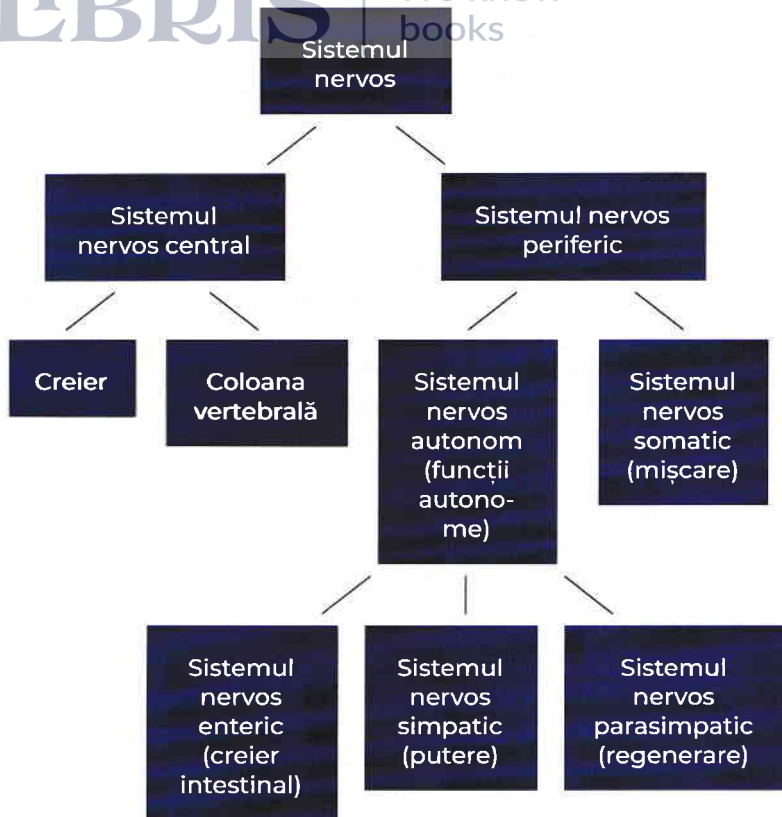 books
Sistemul
nervos
Sistemul
nervos central
Sistemul nervos
periferic
Creier
Coloana
vertebrală
Sistemul
nervos
autonom
(funcții
autono-
me)
Sistemul
nervos
somatic
(mișcare)
Sistemul
nervos
enteric
(creier
intestinal)
Sistemul
nervos
simpatic
(putere)
Sistemul
nervos
parasimpatic
(regenerare)